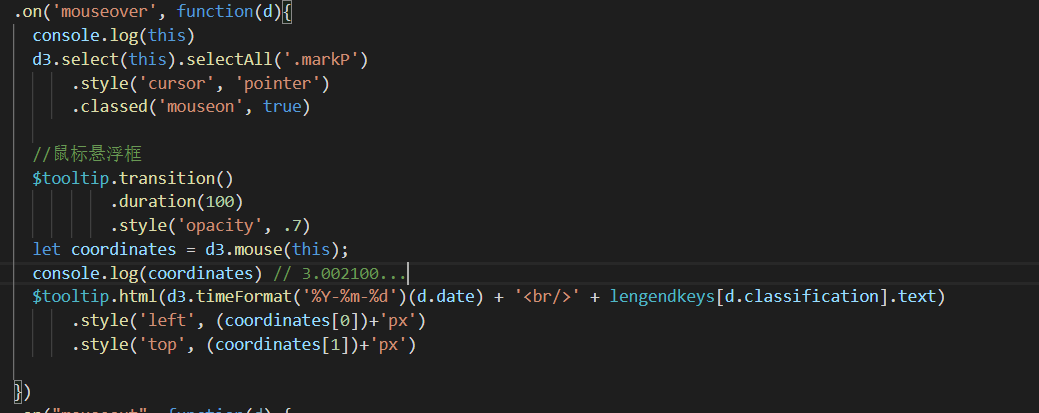 .on('mouseover', function(d){
console.log(this)
d3.select(this).selectAll('.markP')
.style('cursor', 'pointer')
.classed('mouseon', true)
//鼠标悬浮框
$tooltip.transition()
.duration(100)
.style('opacity', .7)
let coordinates = d3.mouse(this);
console.log(coordinates) // 3.002100...
$tooltip.html(d3.timeFormat('%Y-%m-%d')(d.date) + '<br/>' + lengendkeys[d.classification].text)
.style('left', (coordinates[0])+'px')
.style('top', (coordinates[1])+'px')
})
.on("mouseout", function(d) {